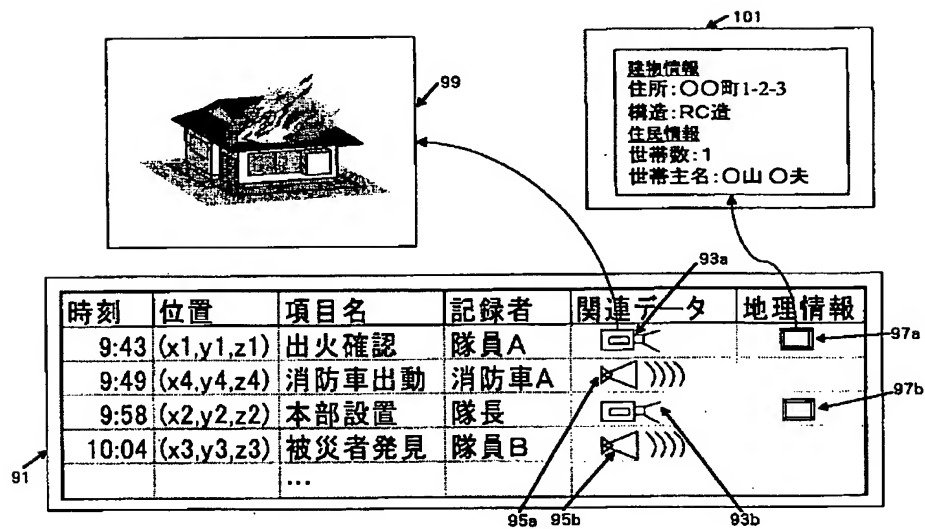 101
99
建物情報
住所:〇〇町1-2-3
構造:RC造
住民情報
世帯数:1
世帯主名:〇山 〇夫
93a
時刻 位置 項目名 記録者 関連データ 地理情報
9:43 (x1,y1,z1) 出火確認 隊員A
97a
9:49 (x4,y4,z4) 消防車出動 消防車A
97b
9:58 (x2,y2,z2) 本部設置 隊長
10:04 (x3,y3,z3) 被災者発見 隊員B
91
...
95a 95b 93b